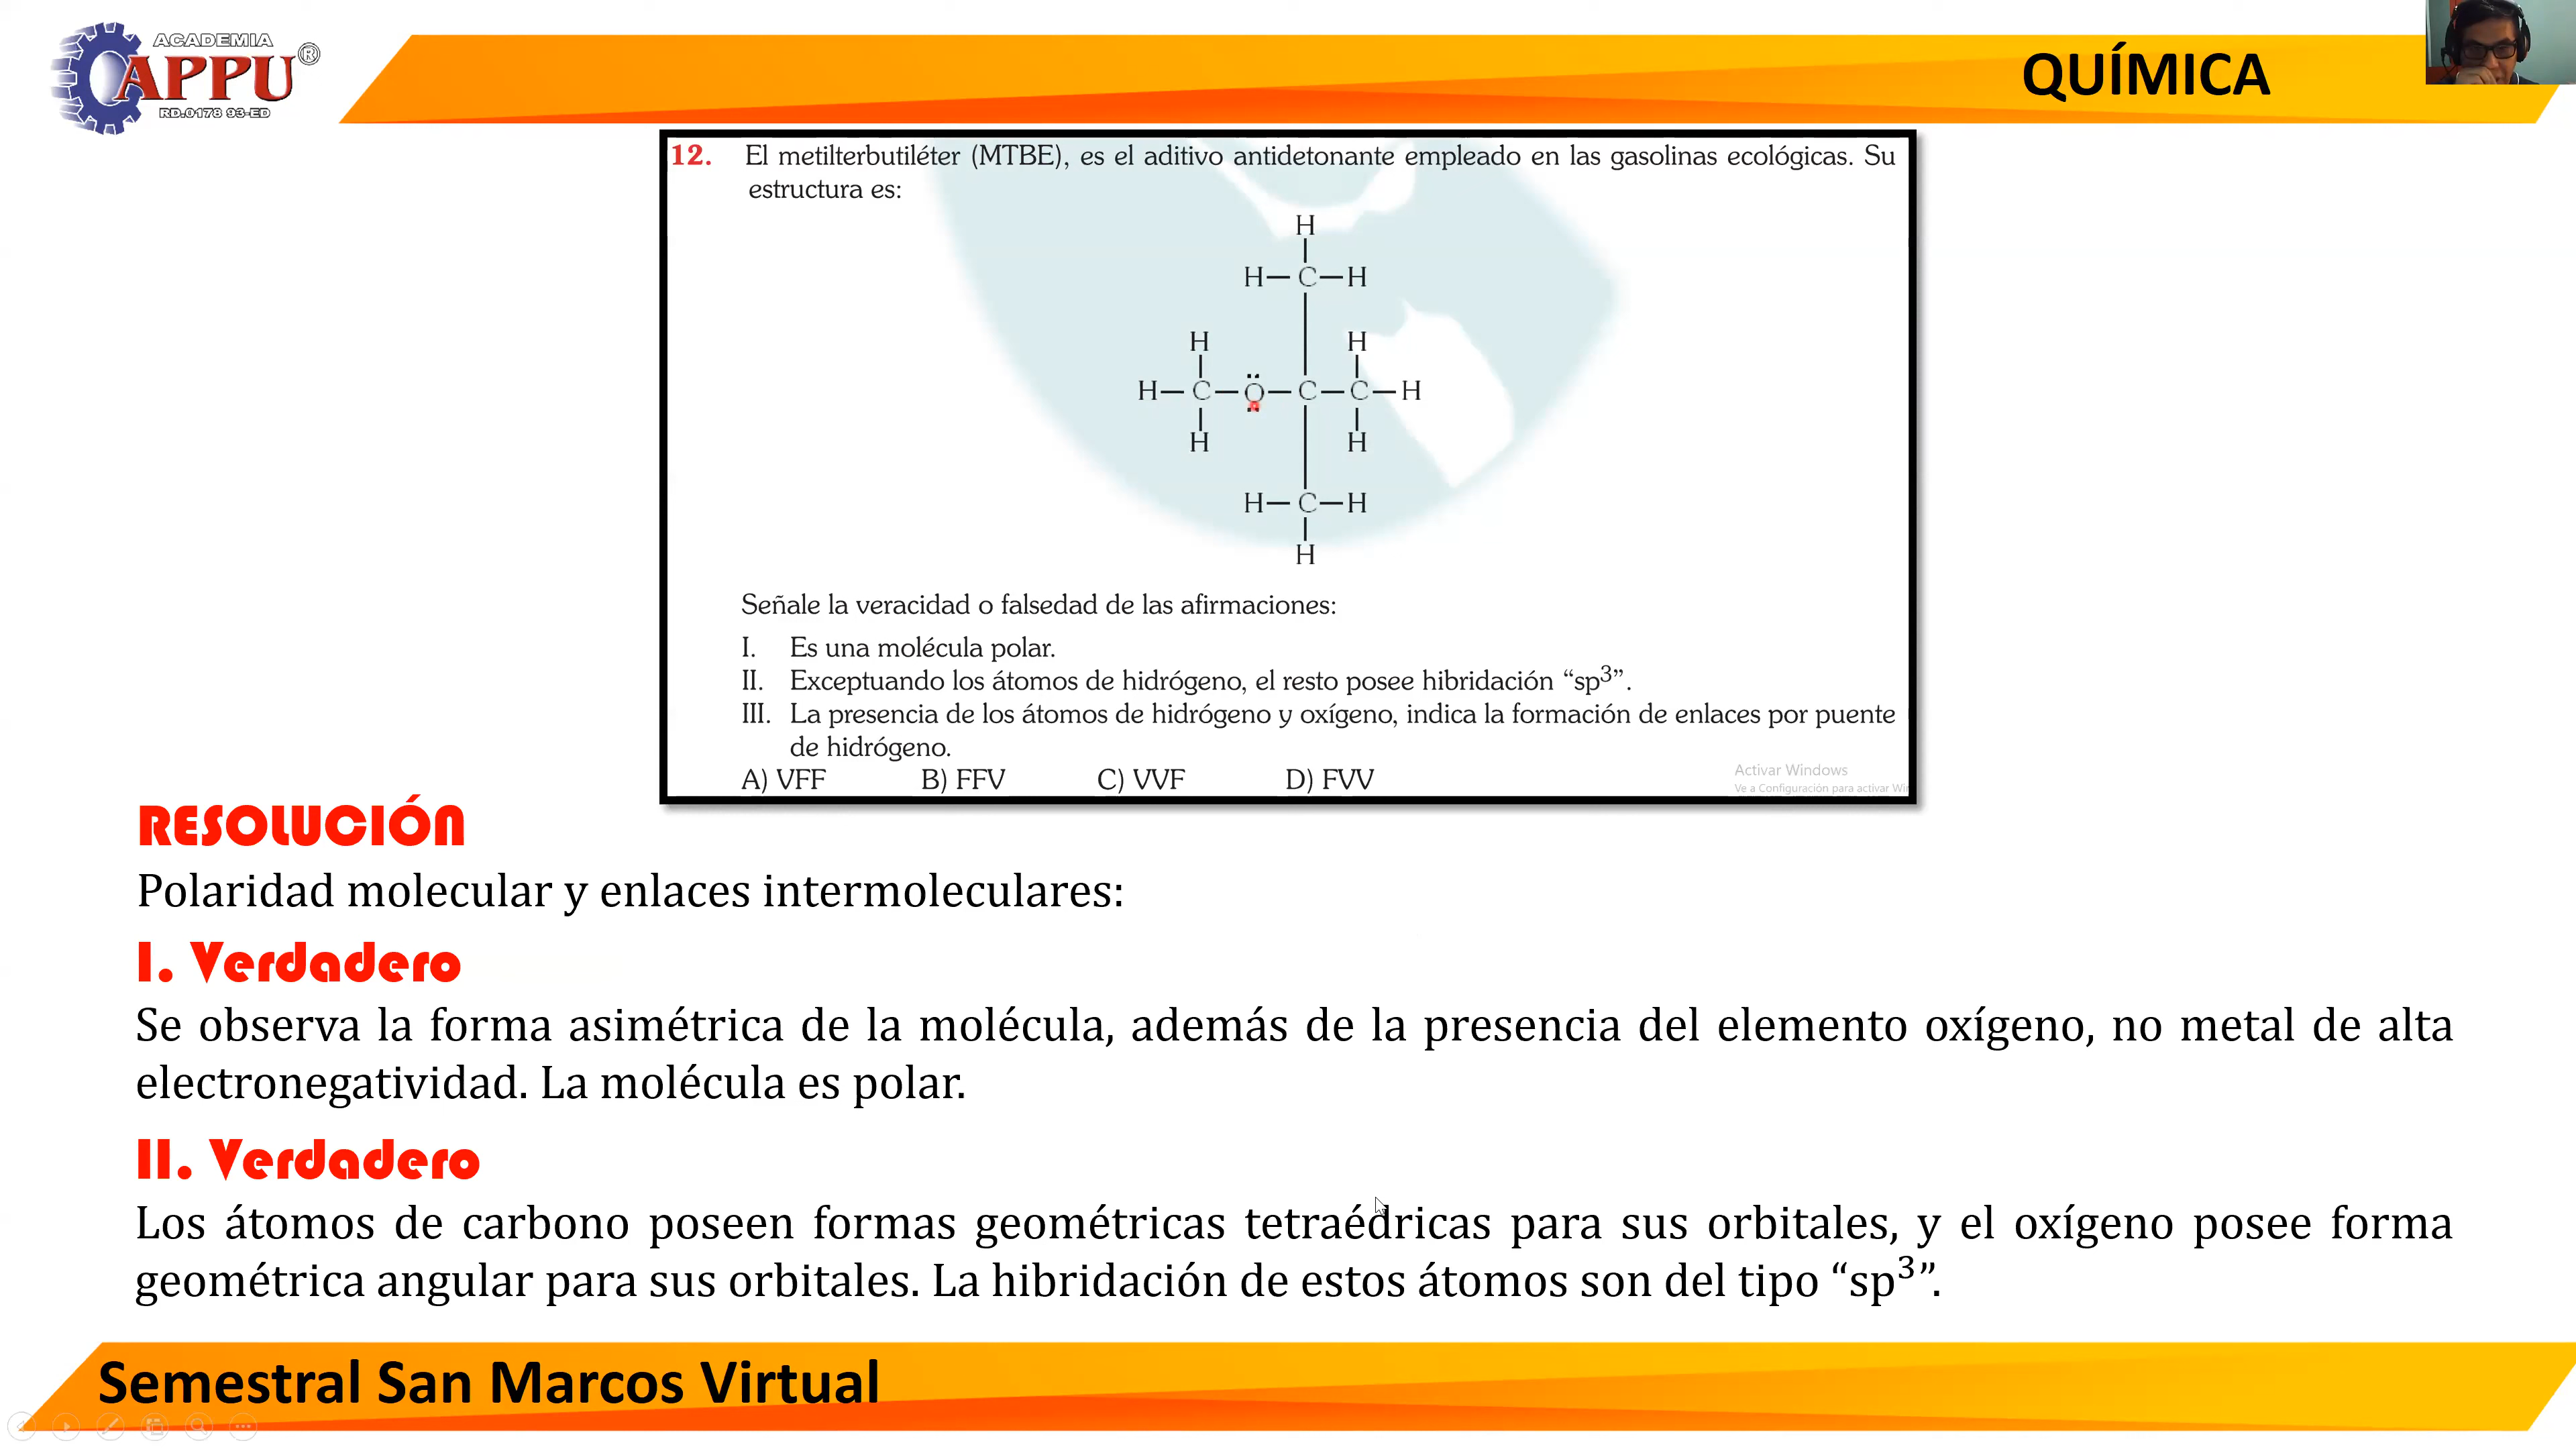 ACADEMIA
APPU®
RD.0178 93-ED
QUÍMICA
12. El metilterbutiléter (MTBE), es el aditivo antidetonante empleado en las gasolinas ecológicas. Su
estructura es:
H
H—C—H
H H
H—C—O—C—C—H
H H
H—C—H
H
Señale la veracidad o falsedad de las afirmaciones:
I. Es una molécula polar.
II. Exceptuando los átomos de hidrógeno, el resto posee hibridación “sp³”.
III. La presencia de los átomos de hidrógeno y oxígeno, indica la formación de enlaces por puente
de hidrógeno.
A) VFF B) FFV C) VVF D) FVV
Activar Windows
Ve a Configuración para activar Wi
RESOLUCIÓN
Polaridad molecular y enlaces intermoleculares:
I. Verdadero
Se observa la forma asimétrica de la molécula, además de la presencia del elemento oxígeno, no metal de alta
electronegatividad. La molécula es polar.
II. Verdadero
Los átomos de carbono poseen formas geométricas tetraédricas para sus orbitales, y el oxígeno posee forma
geométrica angular para sus orbitales. La hibridación de estos átomos son del tipo “sp³”.
Semestral San Marcos Virtual